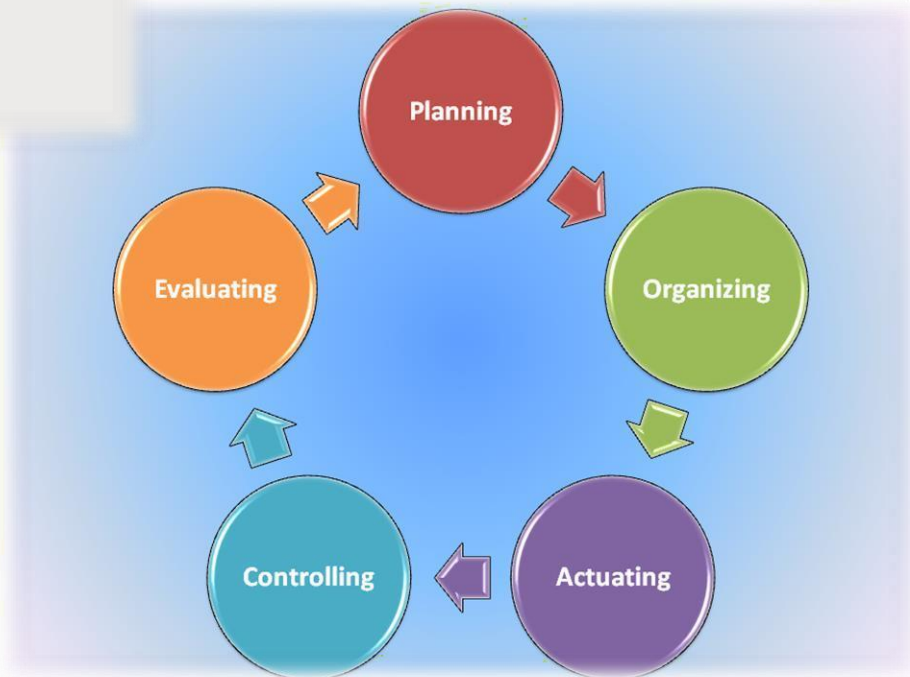 Planning
Organizing
Actuating
Controlling
Evaluating